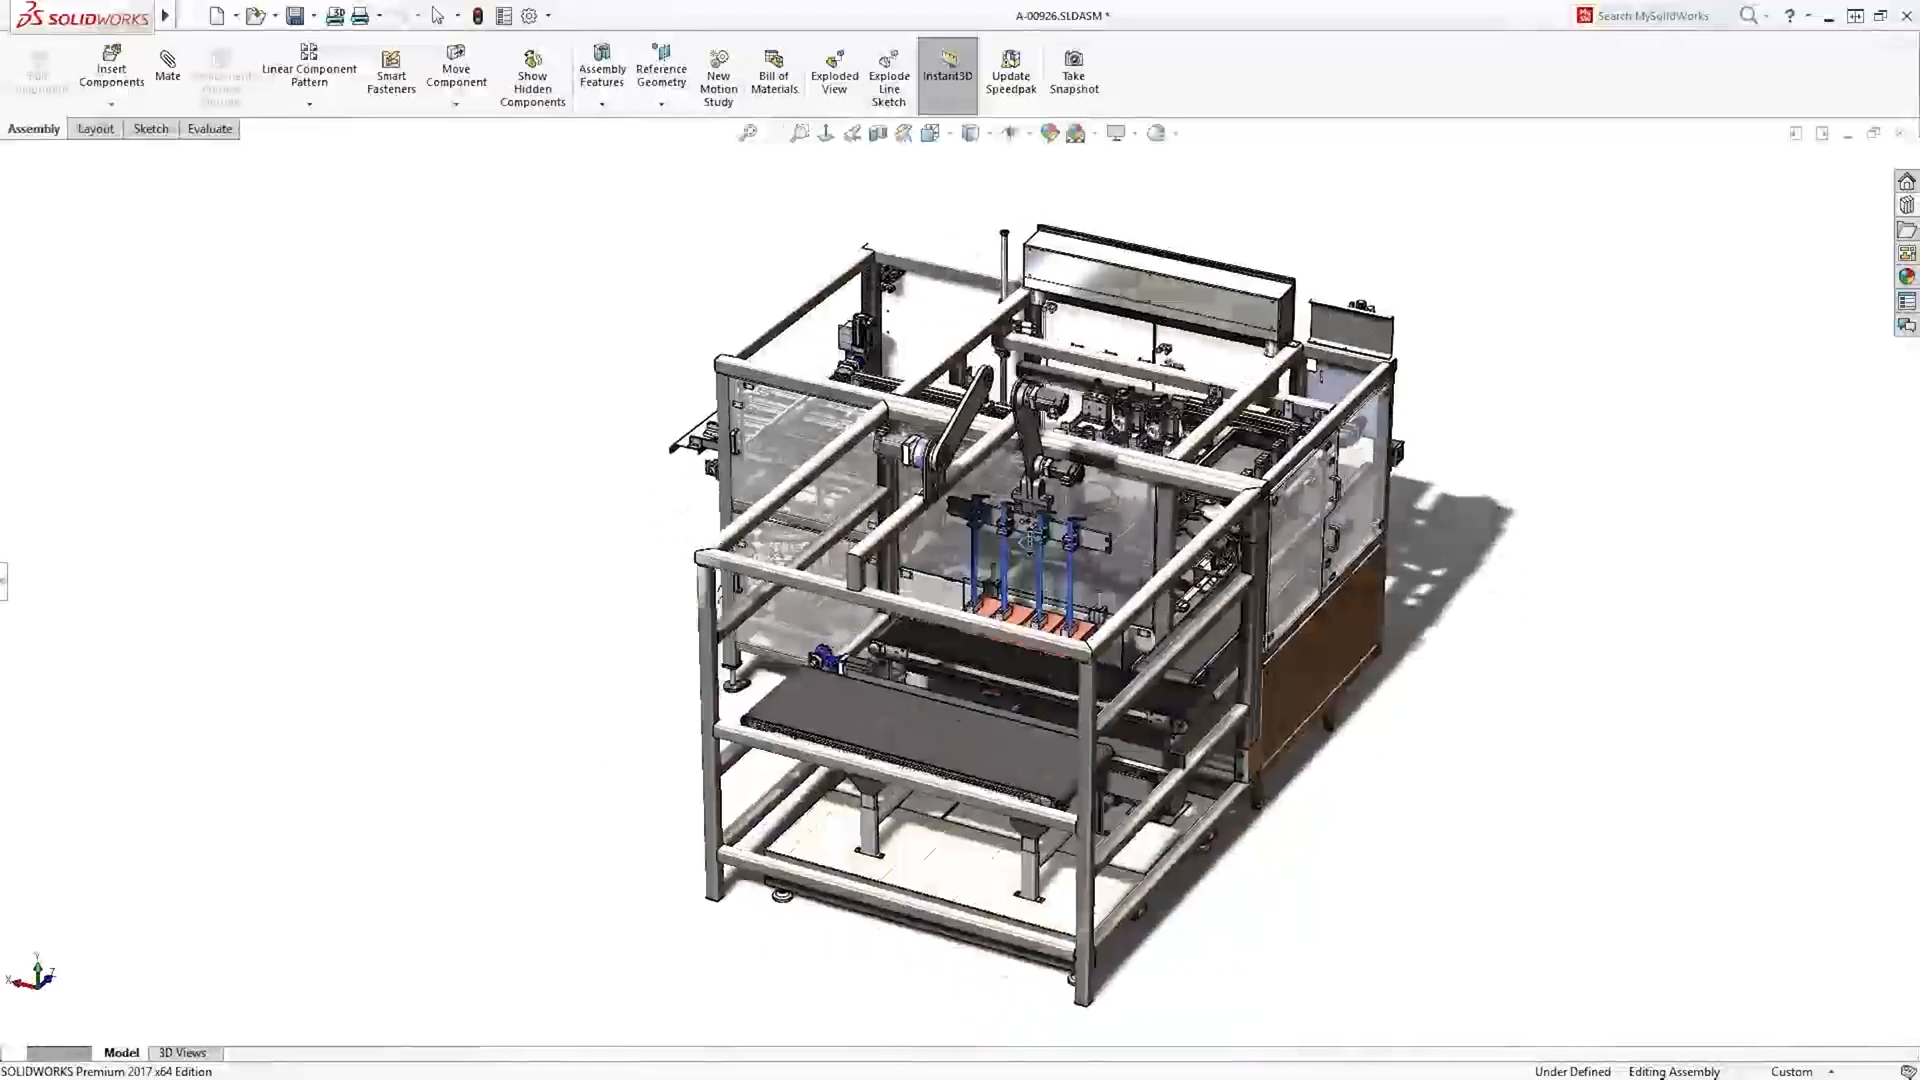 SOLIDWORKS
A-00926.SLDASM *
Search MySolidWorks
Insert Components
Mate
Linear Component Pattern
Smart Fasteners
Move Component
Show Hidden Components
Assembly Features
Reference Geometry
New Motion Study
Bill of Materials
Exploded View
Explode Line Sketch
Instant3D
Update Speedpak
Take Snapshot
Assembly
Layout
Sketch
Evaluate
Model
3D Views
SOLIDWORKS Premium 2017 x64 Edition
Under Defined
Editing Assembly
Custom